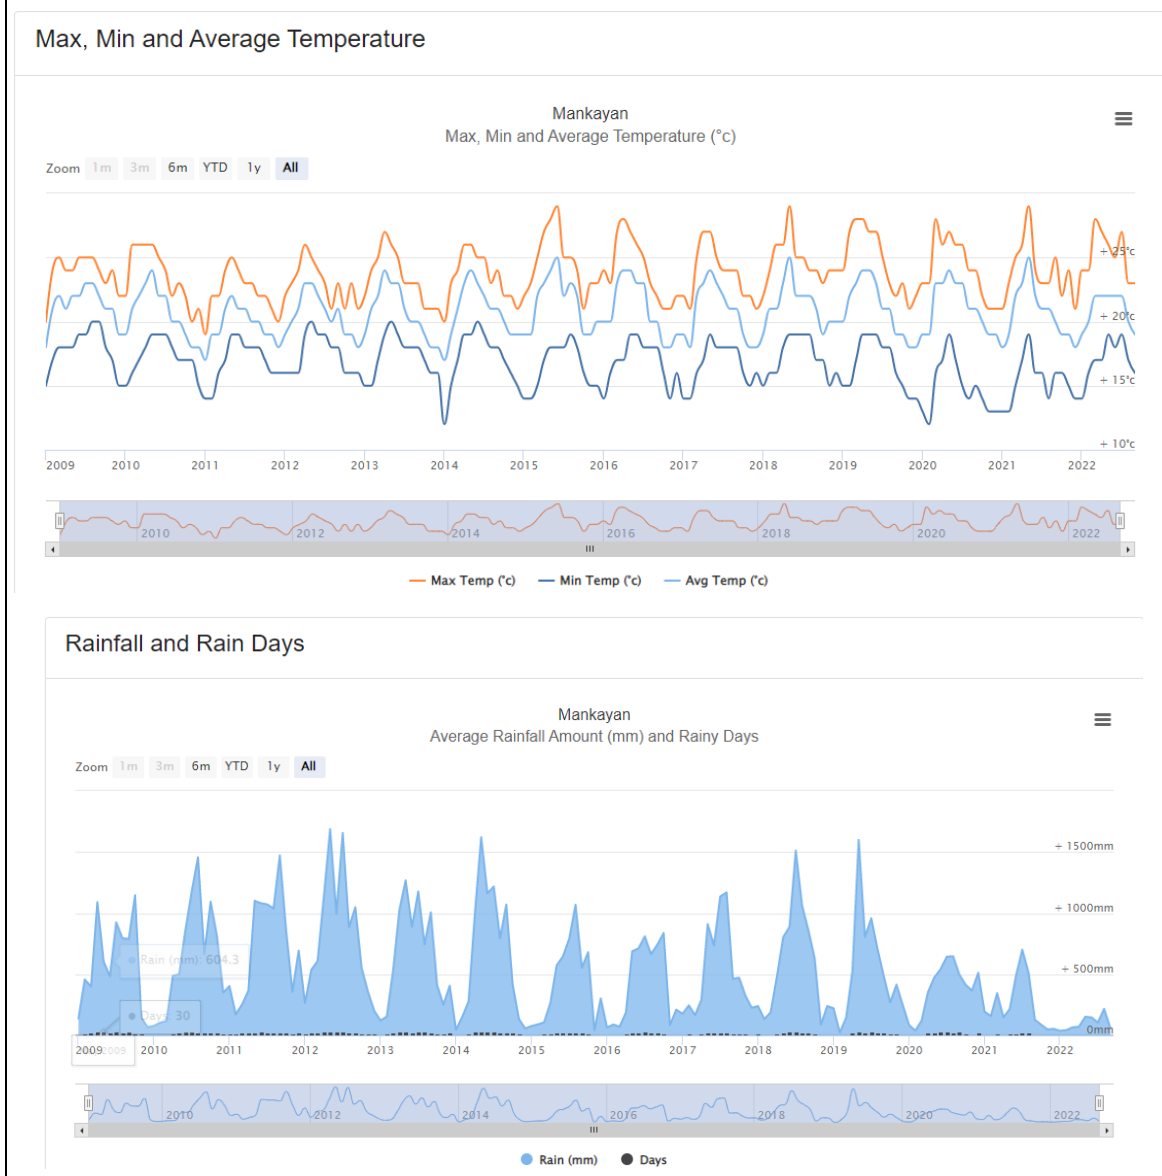 Max, Min and Average Temperature
Mankayan
Max, Min and Average Temperature (°c)
Zoom 1m 3m 6m YTD 1y All
+ 25°c
+ 20°c
+ 15°c
+ 10°c
2009 2010 2011 2012 2013 2014 2015 2016 2017 2018 2019 2020 2021 2022
2010 2012 2014 2016 2018 2020 2022
Max Temp (°c) Min Temp (°c) Avg Temp (°c)
Rainfall and Rain Days
Mankayan
Average Rainfall Amount (mm) and Rainy Days
Zoom 1m 3m 6m YTD 1y All
+ 1500mm
+ 1000mm
+ 500mm
Rain (mm): 604.3
Days: 30
0mm
2009 2010 2011 2012 2013 2014 2015 2016 2017 2018 2019 2020 2021 2022
2009
2010 2012 2014 2016 2018 2020 2022
Rain (mm) Days